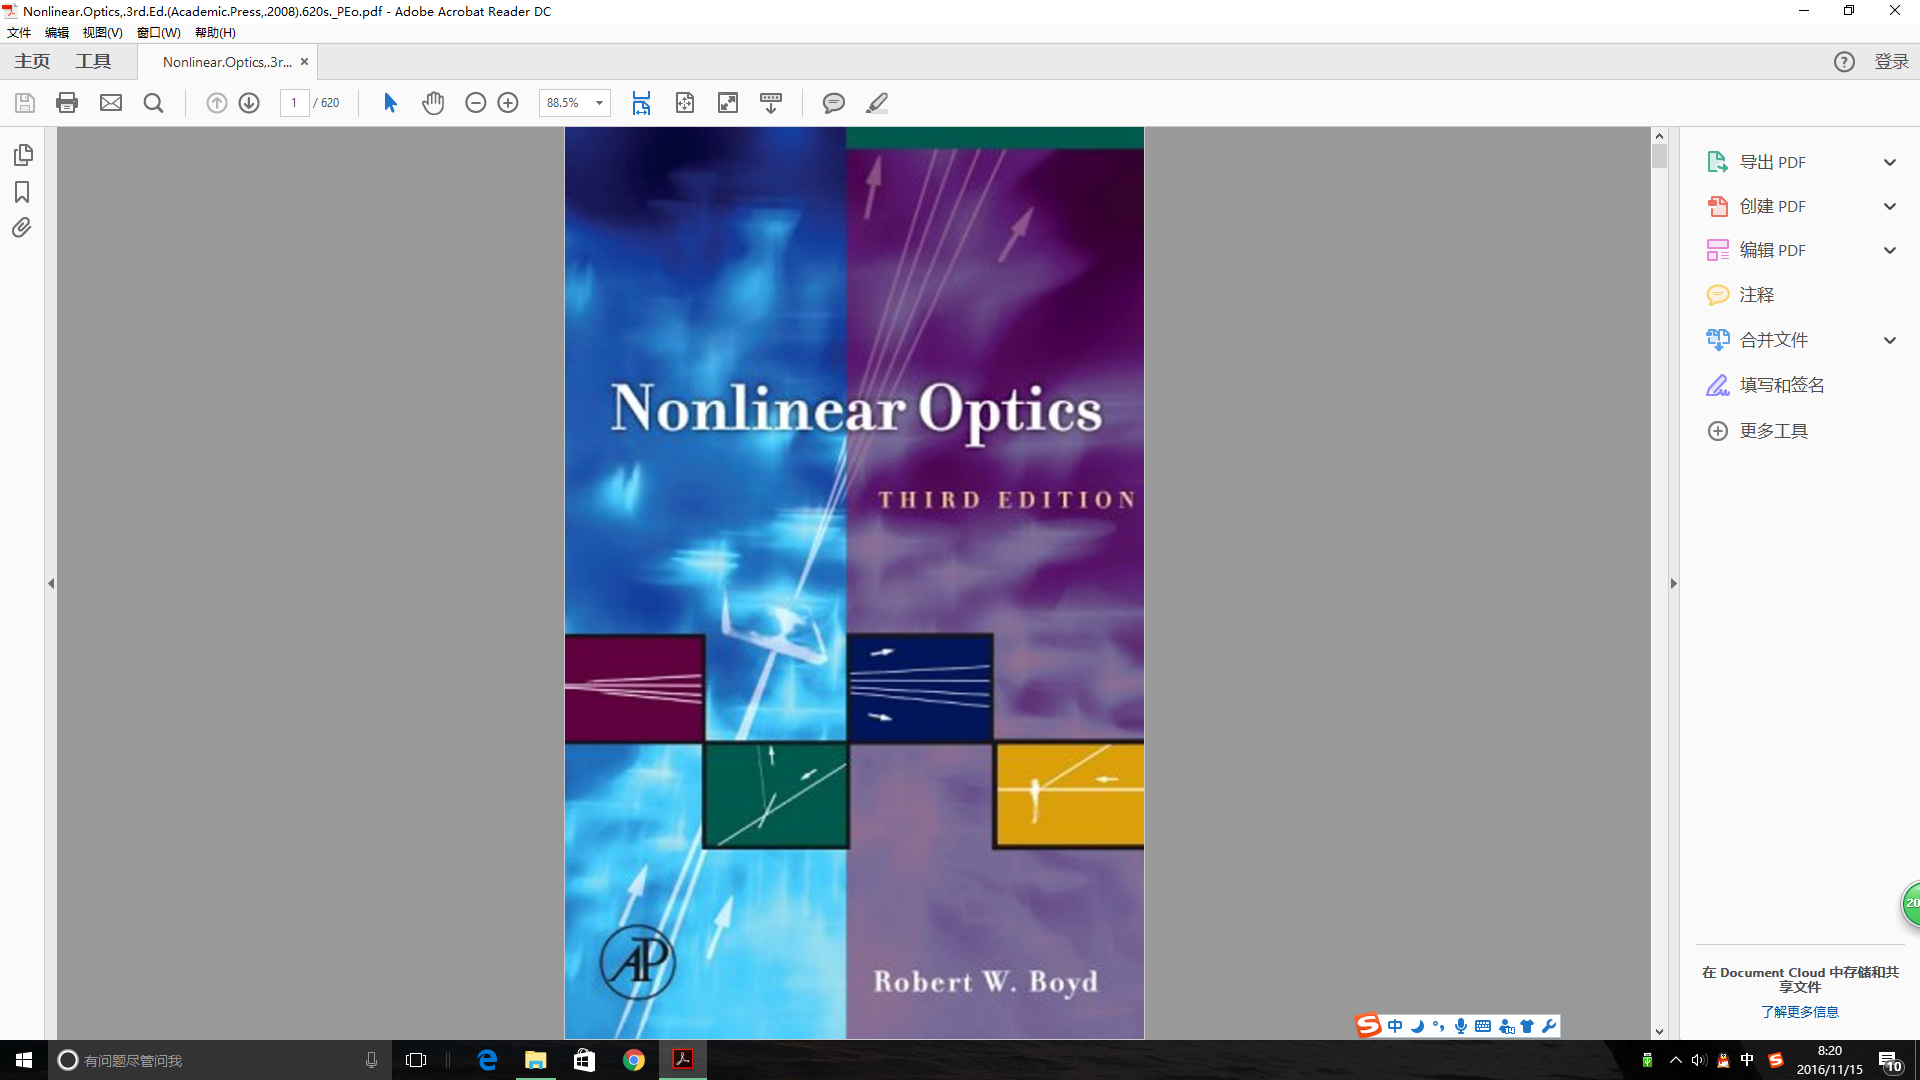 Nonlinear.Optics,.3rd.Ed.(Academic.Press,.2008).620s._PEo.pdf - Adobe Acrobat Reader DC
文件 编辑 视图(V) 窗口(W) 帮助(H)
主页 工具 Nonlinear.Optics,.3r... 登录
1 / 620 88.5%
导出 PDF
创建 PDF
编辑 PDF
注释
合并文件
填写和签名
更多工具
Nonlinear Optics
THIRD EDITION
AP
Robert W. Boyd
20
在 Document Cloud 中存储和共
享文件
了解更多信息
S 中
有问题尽管问我
中 S
8:20
2016/11/15
10